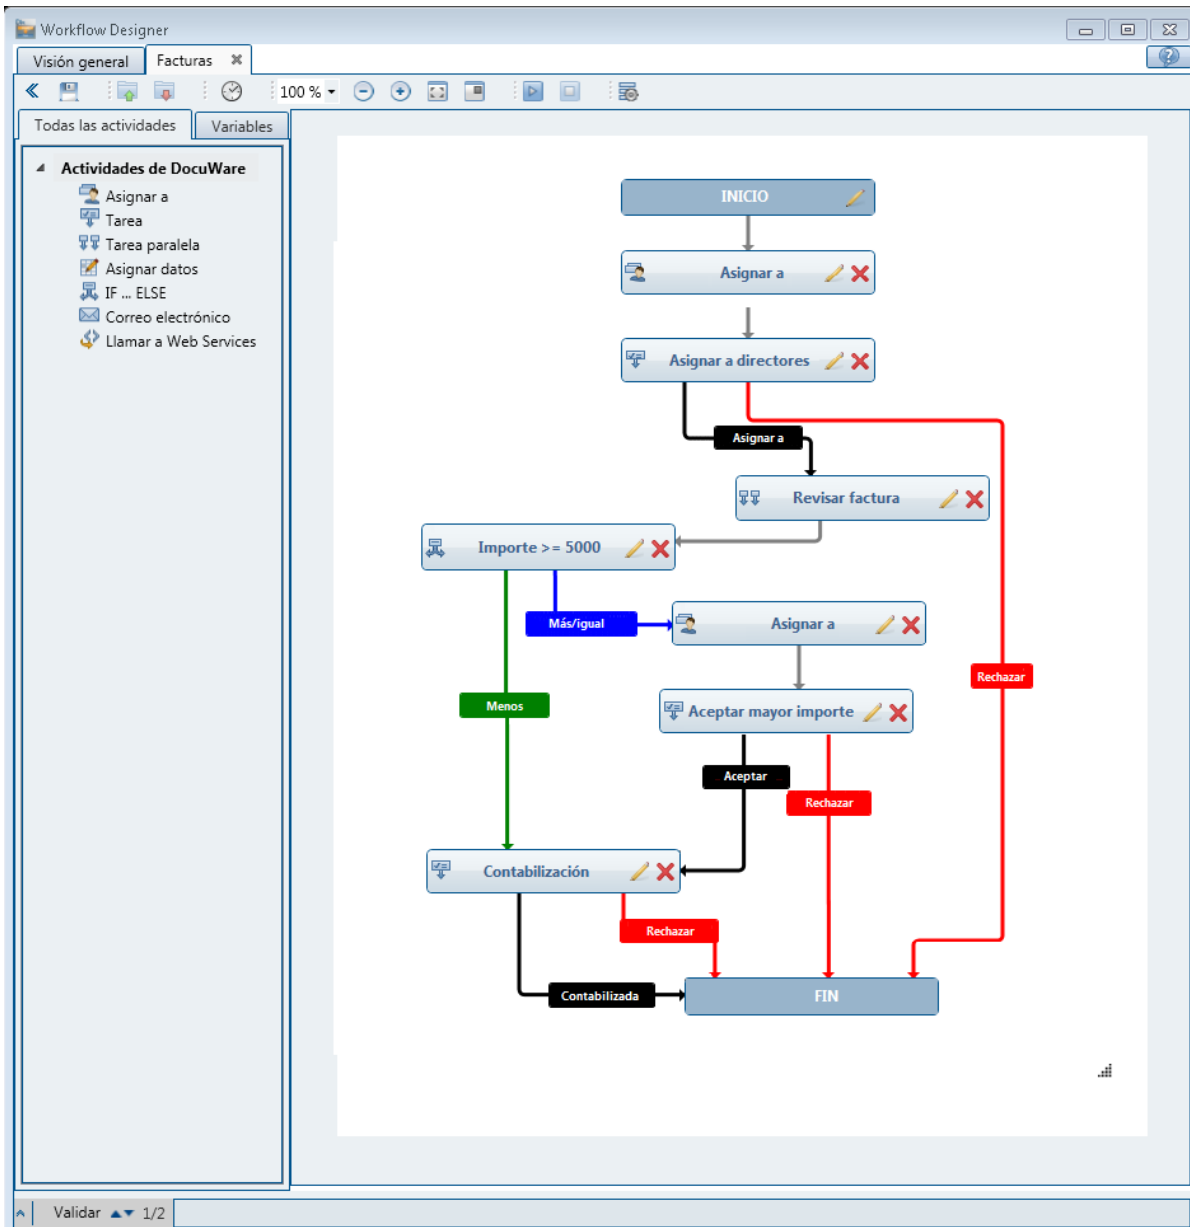 Workflow Designer
Visión general
Facturas
100 %
Todas las actividades
Variables
Actividades de DocuWare
Asignar a
Tarea
Tarea paralela
Asignar datos
IF ... ELSE
Correo electrónico
Llamar a Web Services
INICIO
Asignar a
Asignar a directores
Asignar a
Revisar factura
Importe >= 5000
Más/igual
Asignar a
Rechazar
Menos
Aceptar mayor importe
Aceptar
Rechazar
Contabilización
Rechazar
Contabilizada
FIN
Validar 1/2